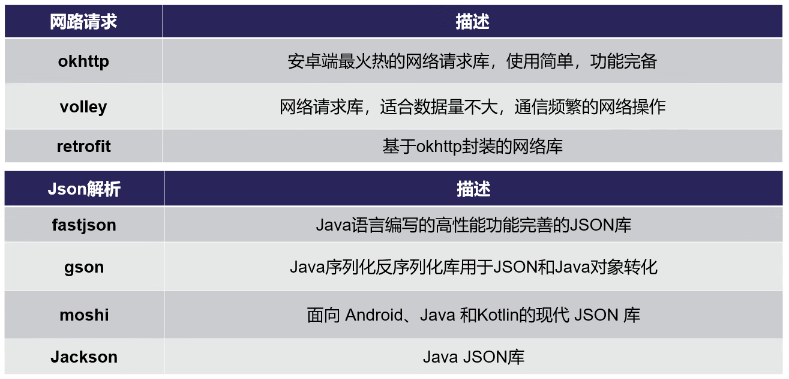 网路请求 描述
okhttp 安卓端最火热的网络请求库，使用简单，功能完备
volley 网络请求库，适合数据量不大，通信频繁的网络操作
retrofit 基于okhttp封装的网络库
Json解析 描述
fastjson Java语言编写的高性能功能完善的JSON库
gson Java序列化反序列化库用于JSON和Java对象转化
moshi 面向 Android、Java 和Kotlin的现代 JSON 库
Jackson Java JSON库